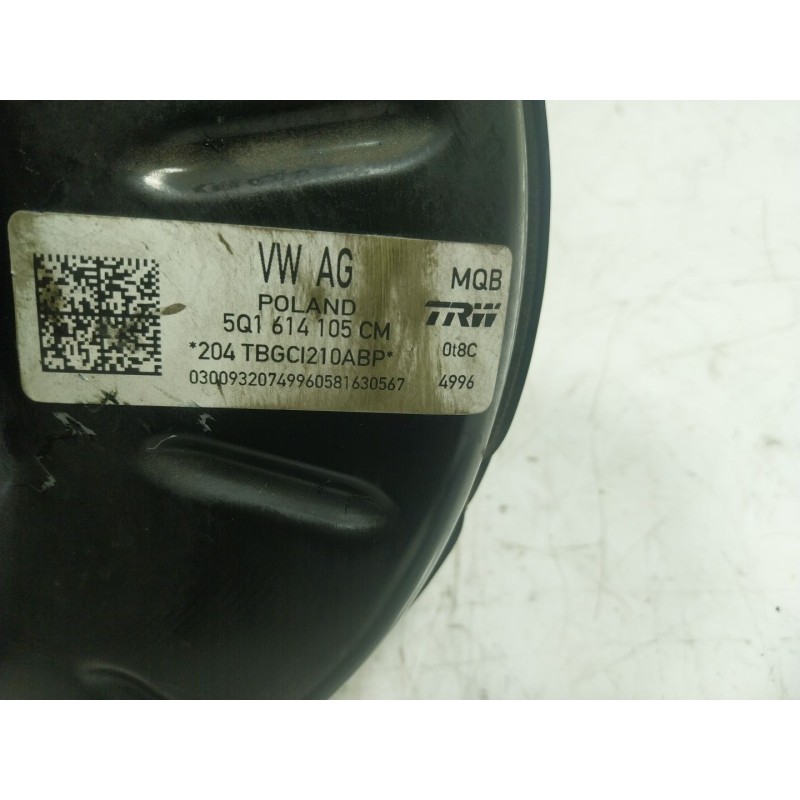 VW AG
MQB
POLAND
TRW
5Q1 614 105 CM
*204 TBGCI210ABP*
0t8C
03009320749960581630567
4996